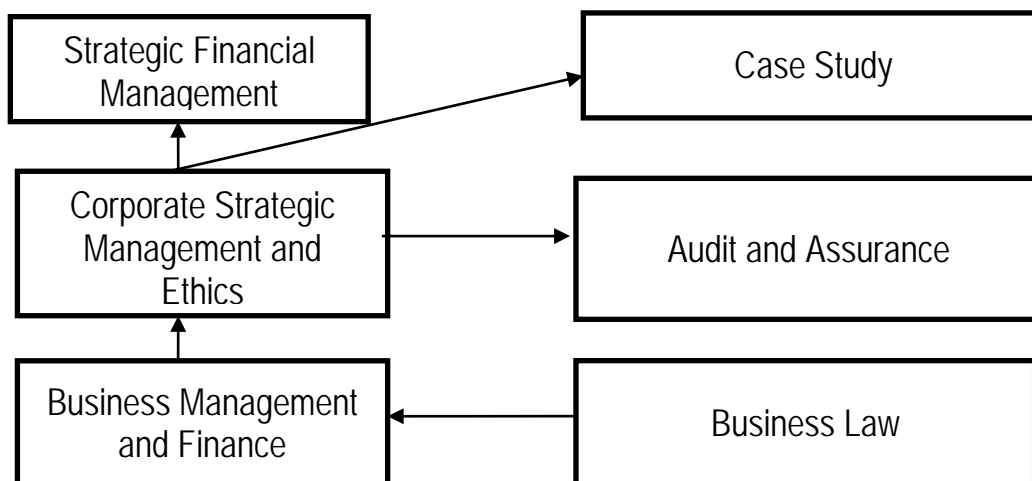 Strategic Financial
Management
Case Study
Corporate Strategic
Management and
Ethics
Audit and Assurance
Business Management
and Finance
Business Law